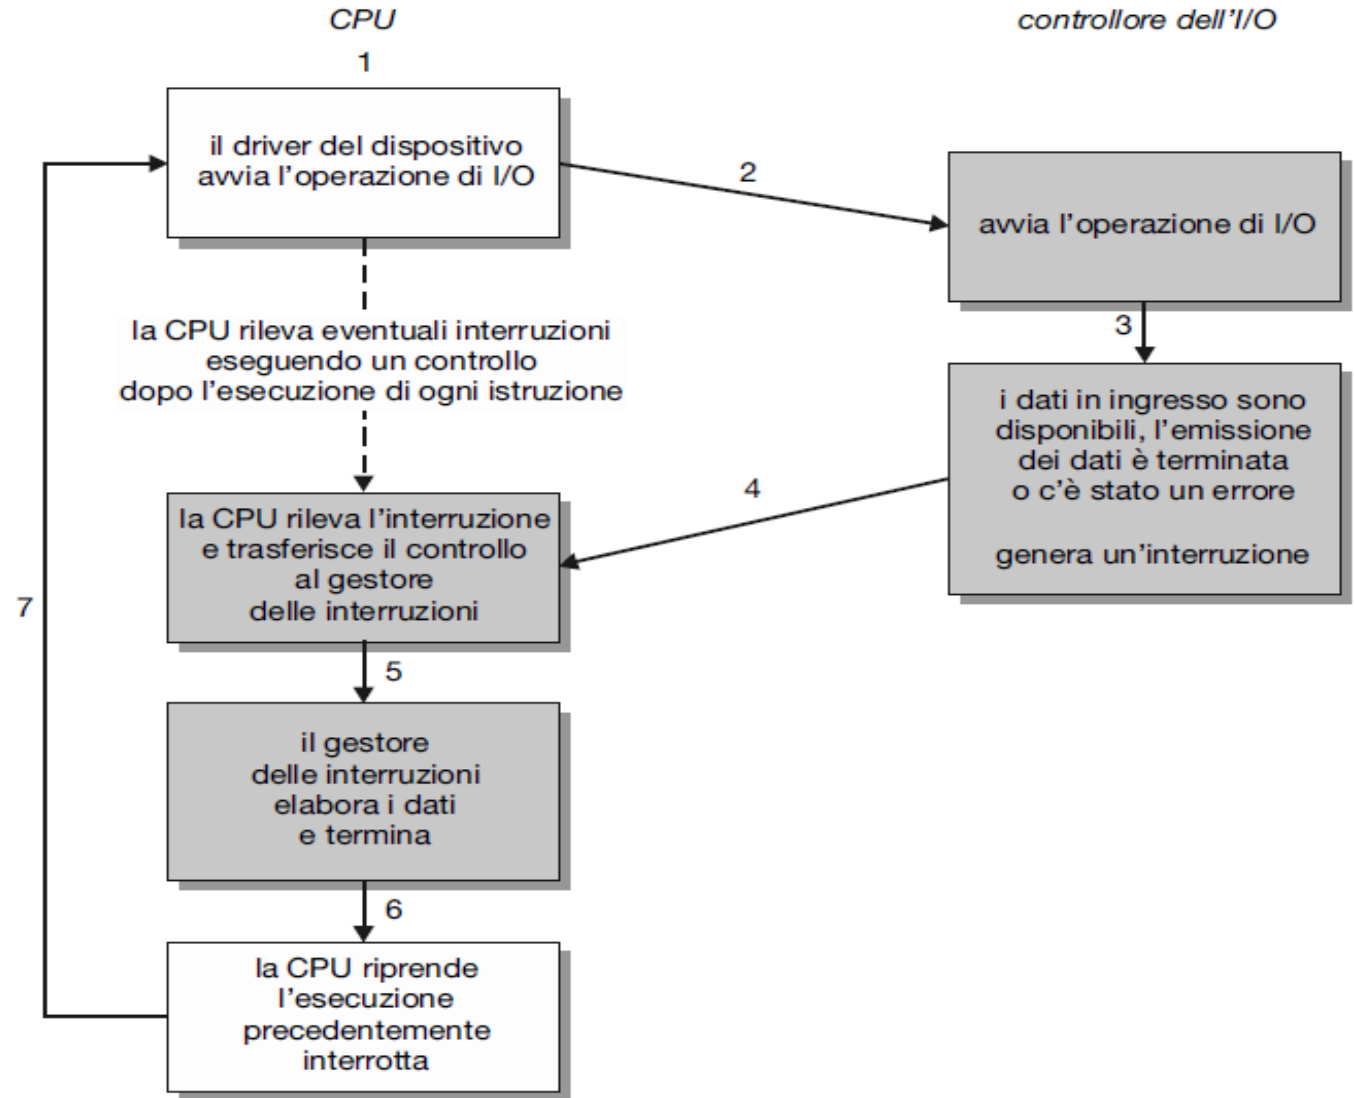 CPU
controllore dell'I/O
1
il driver del dispositivo
avvia l'operazione di I/O
2
avvia l'operazione di I/O
la CPU rileva eventuali interruzioni
eseguendo un controllo
dopo l'esecuzione di ogni istruzione
3
i dati in ingresso sono
disponibili, l'emissione
dei dati è terminata
o c'è stato un errore
genera un'interruzione
4
la CPU rileva l'interruzione
e trasferisce il controllo
al gestore
delle interruzioni
7
5
il gestore
delle interruzioni
elabora i dati
e termina
6
la CPU riprende
l'esecuzione
precedentemente
interrotta